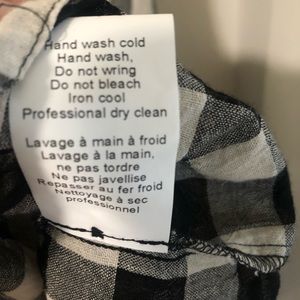 Hand wash cold
Hand wash,
Do not wring
Do not bleach
Iron cool
Professional dry clean
Lavage à main à froid
Lavage à la main,
ne pas tordre
Ne pas javellise
Repasser au fer froid
Nettoyage à sec
professionnel